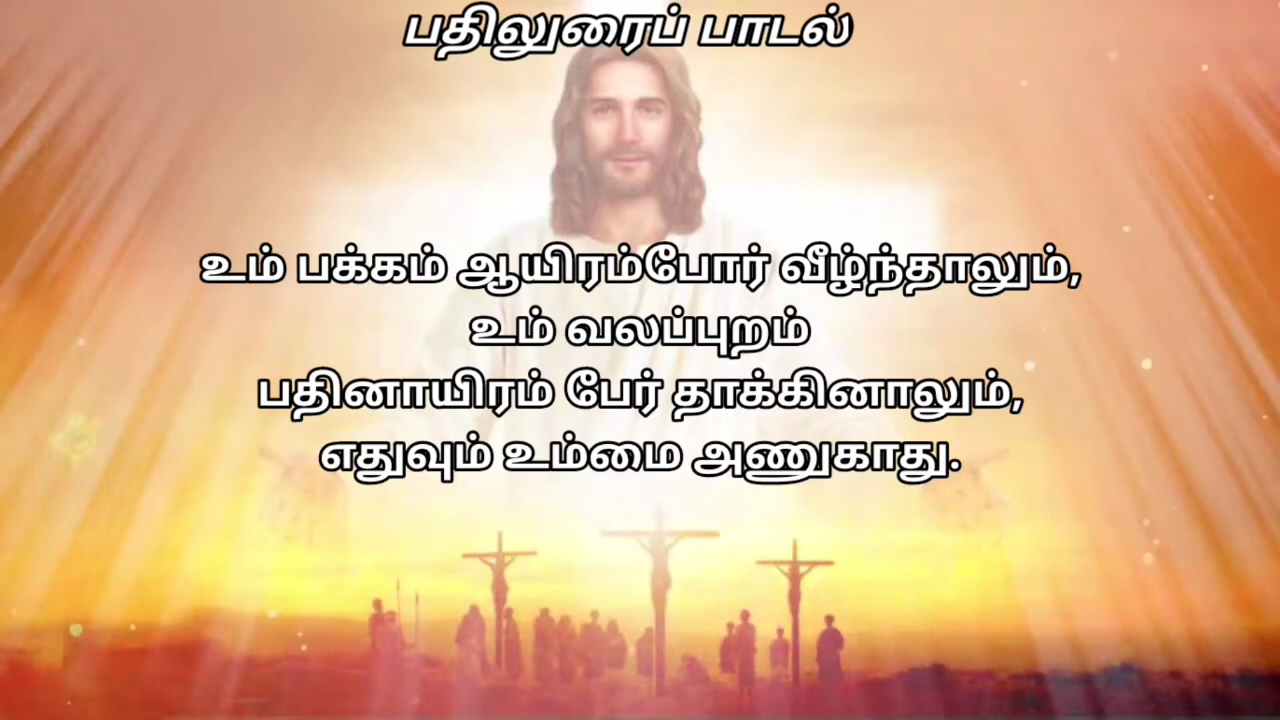 பதிலுரைப் பாடல்
உம் பக்கம் ஆயிரம்போர் வீழ்ந்தாலும்,
உம் வலப்புறம்
பதினாயிரம் பேர் தாக்கினாலும்,
எதுவும் உம்மை அணுகாது.